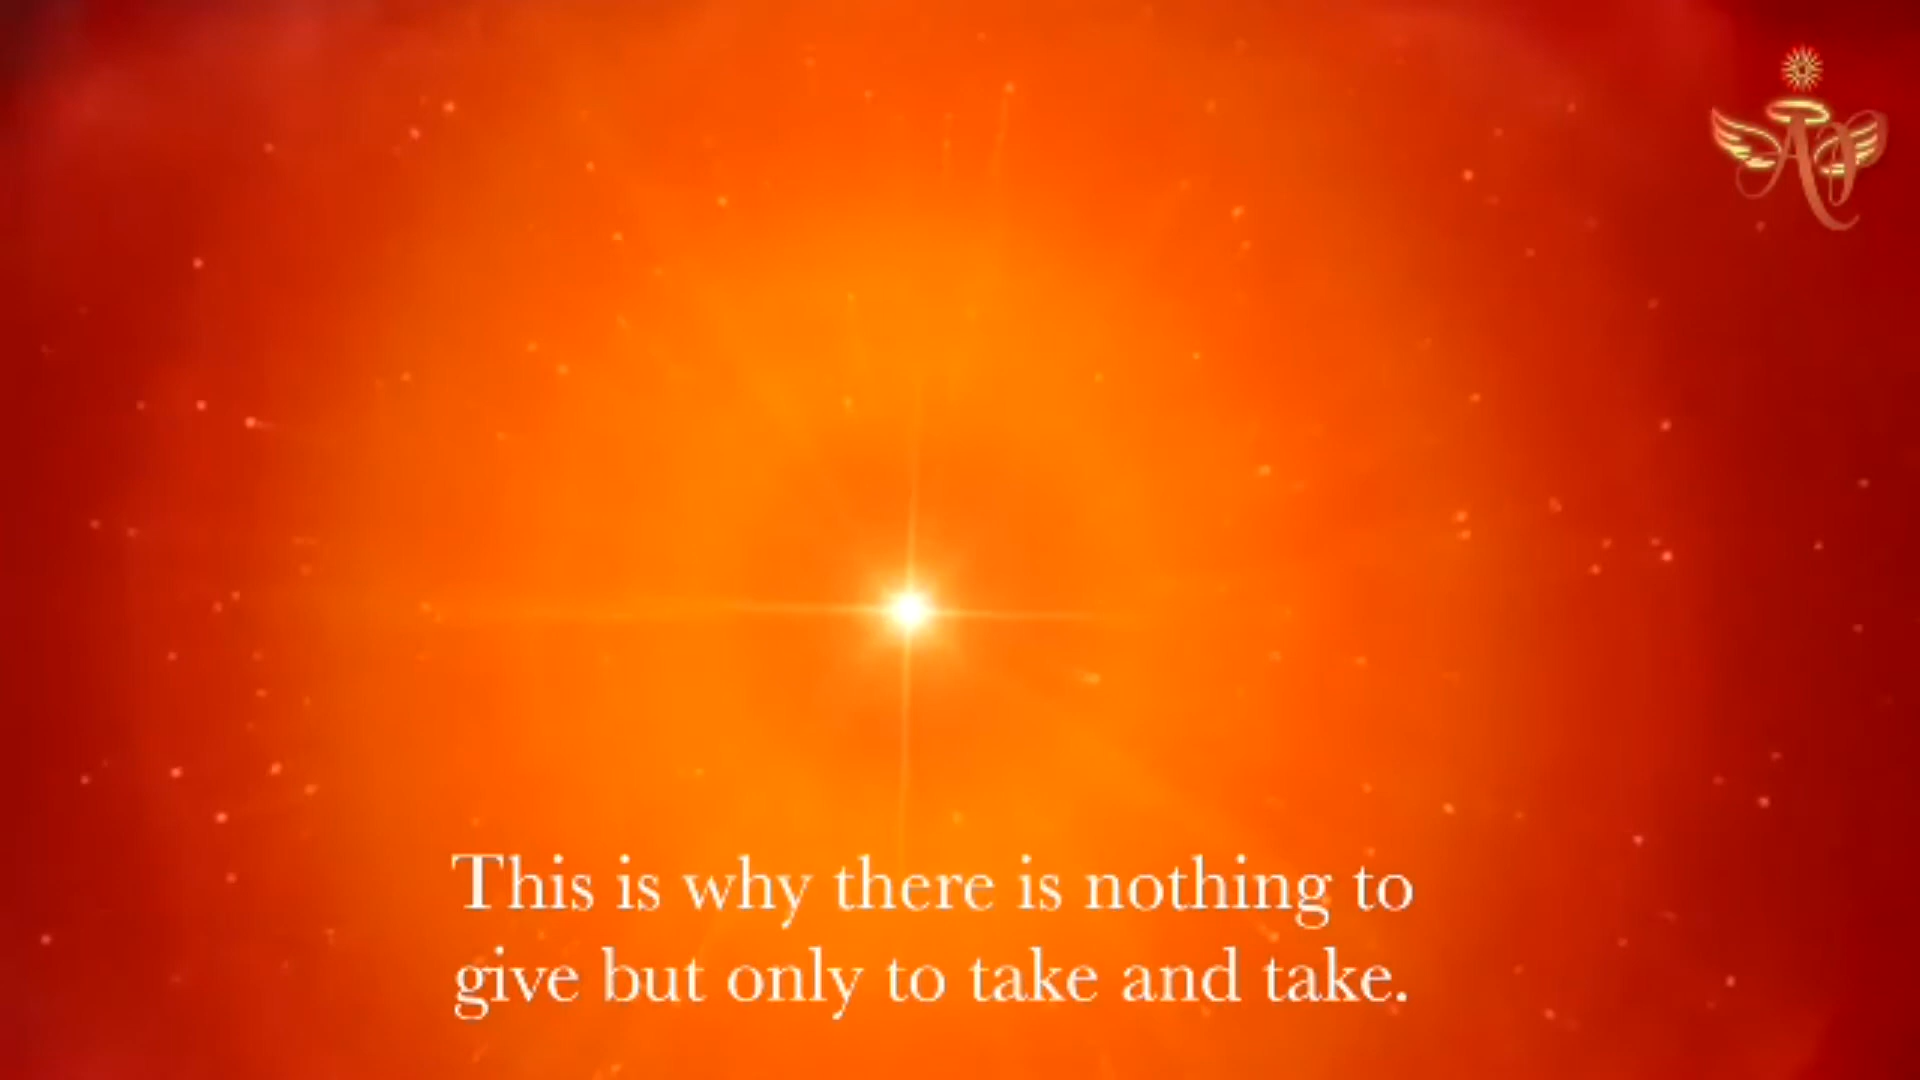 This is why there is nothing to
give but only to take and take.